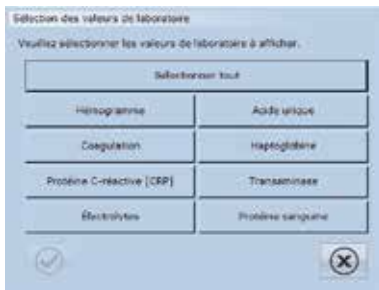 Sélection des valeurs de laboratoire
Veuillez sélectionner les valeurs de laboratoire à afficher.
Sélectionner tout
Hémogramme
Acide urique
Coagulation
Haptoglobine
Protéine C-réactive [CRP]
Transaminase
Électrolytes
Protéine sanguine